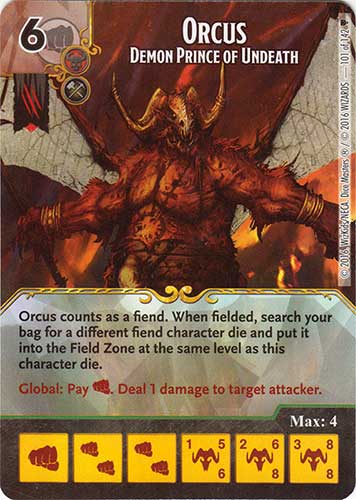 6
ORCUS
DEMON PRINCE OF UNDEATH
101 of 142
© 2016 WIZARDS
© 2016 WizKids/NECA. Dice Masters ® /
Orcus counts as a fiend. When fielded, search your
bag for a different fiend character die and put it
into the Field Zone at the same level as this
character die.
Global: Pay. Deal 1 damage to target attacker.
Max: 4
1 5 6
2 6 8
3 8 8